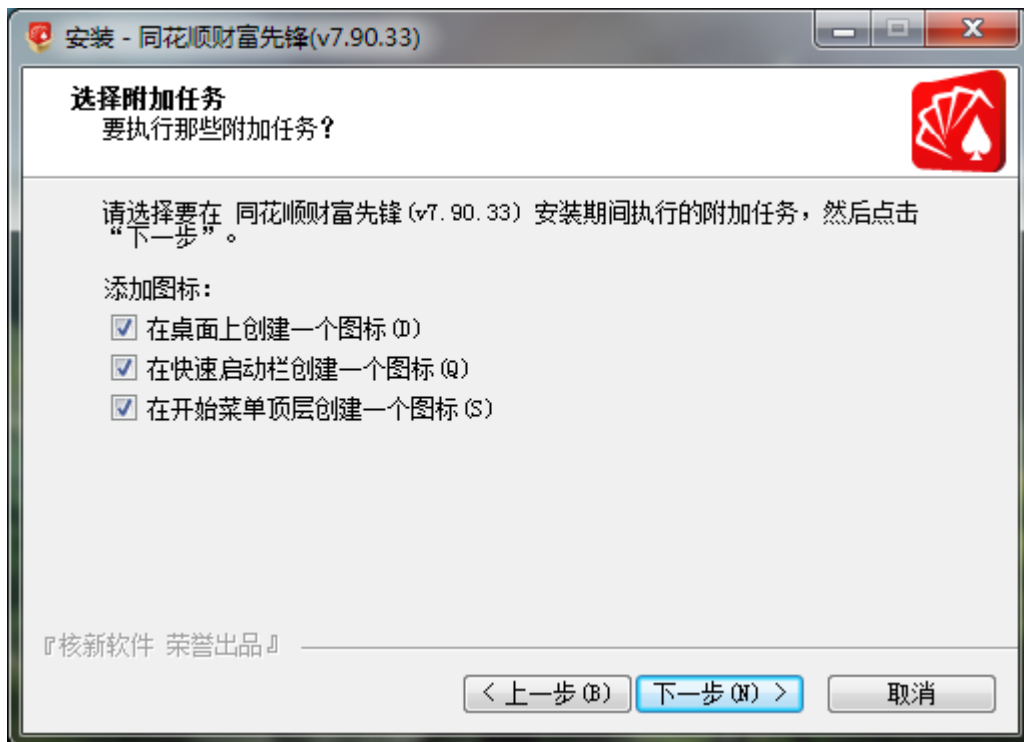 安装 - 同花顺财富先锋(v7.90.33)
选择附加任务
要执行那些附加任务?
请选择要在 同花顺财富先锋(v7.90.33) 安装期间执行的附加任务，然后点击
“下一步”。
添加图标:
在桌面上创建一个图标(D)
在快速启动栏创建一个图标(Q)
在开始菜单顶层创建一个图标(S)
『核新软件 荣誉出品』
< 上一步(B)
下一步(N) >
取消